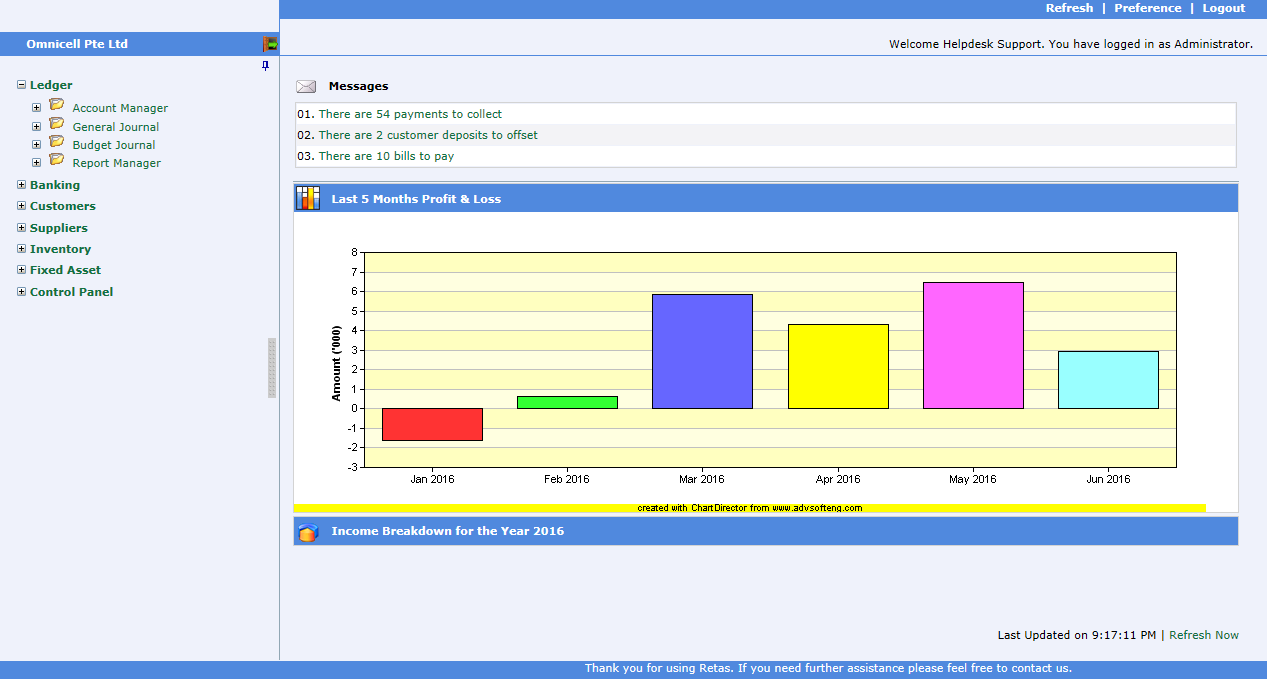 Refresh | Preference | Logout
Omnicell Pte Ltd
Welcome Helpdesk Support. You have logged in as Administrator.
Ledger
Account Manager
General Journal
Budget Journal
Report Manager
Banking
Customers
Suppliers
Inventory
Fixed Asset
Control Panel
Messages
01. There are 54 payments to collect
02. There are 2 customer deposits to offset
03. There are 10 bills to pay
Last 5 Months Profit & Loss
Amount ('000)
8
7
6
5
4
3
2
1
0
-1
-2
-3
Jan 2016 Feb 2016 Mar 2016 Apr 2016 May 2016 Jun 2016
created with ChartDirector from www.advsofteng.com
Income Breakdown for the Year 2016
Last Updated on 9:17:11 PM | Refresh Now
Thank you for using Retas. If you need further assistance please feel free to contact us.